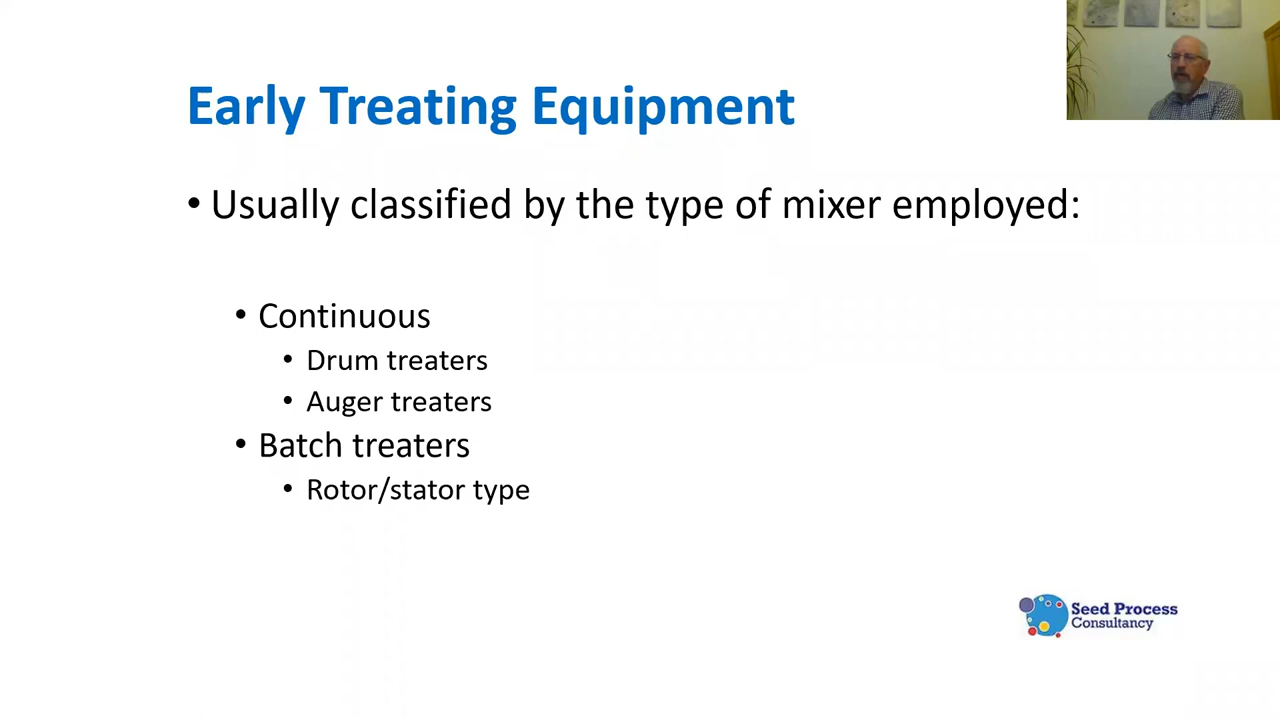 Early Treating Equipment
• Usually classified by the type of mixer employed:
• Continuous
• Drum treaters
• Auger treaters
• Batch treaters
• Rotor/stator type
Seed Process
Consultancy